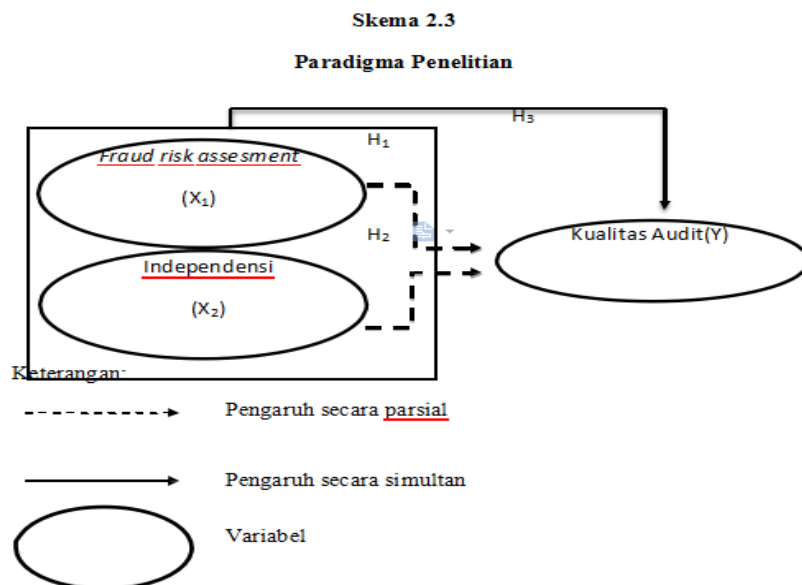 Skema 2.3
Paradigma Penelitian
H₃
H₁
Fraud risk assesment
(X₁)
H₂
Kualitas Audit(Y)
Independensi
(X₂)
Keterangan:
Pengaruh secara parsial
Pengaruh secara simultan
Variabel